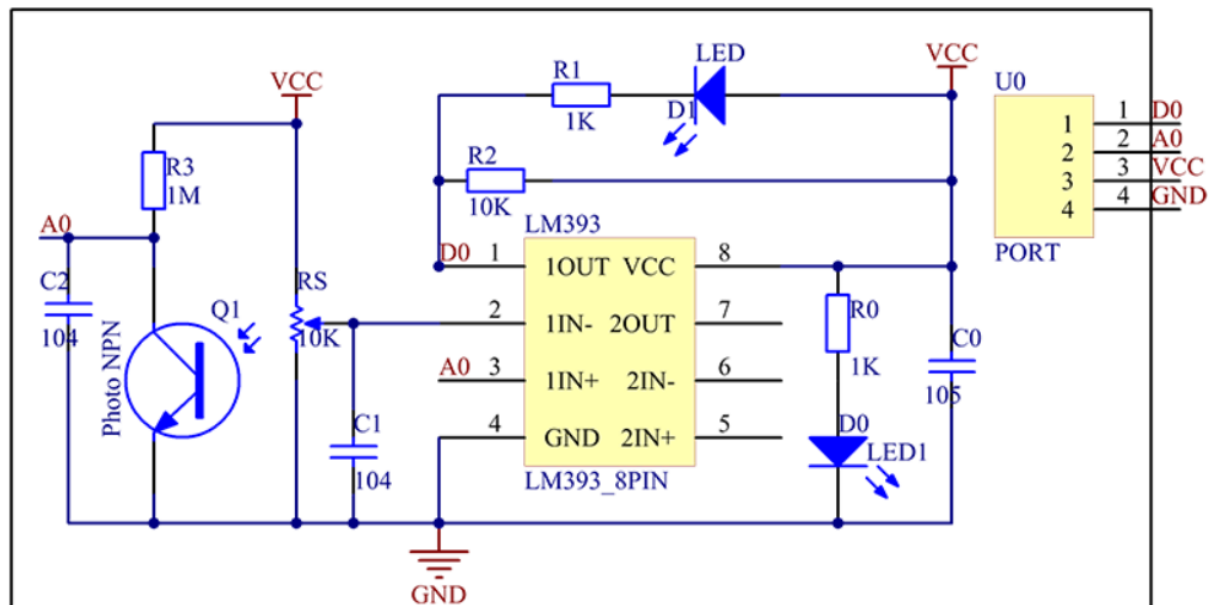 VCC
R3
1M
A0
C2
104
Photo NPN
Q1
RS
10K
C1
104
R1
1K
LED
D1
R2
10K
VCC
LM393
D0
1
1OUT
VCC
8
2
1IN-
2OUT
7
A0
3
1IN+
2IN-
6
4
GND
2IN+
5
LM393_8PIN
GND
R0
1K
D0
LED1
C0
105
U0
1
1
D0
2
2
A0
3
3
VCC
4
4
GND
PORT